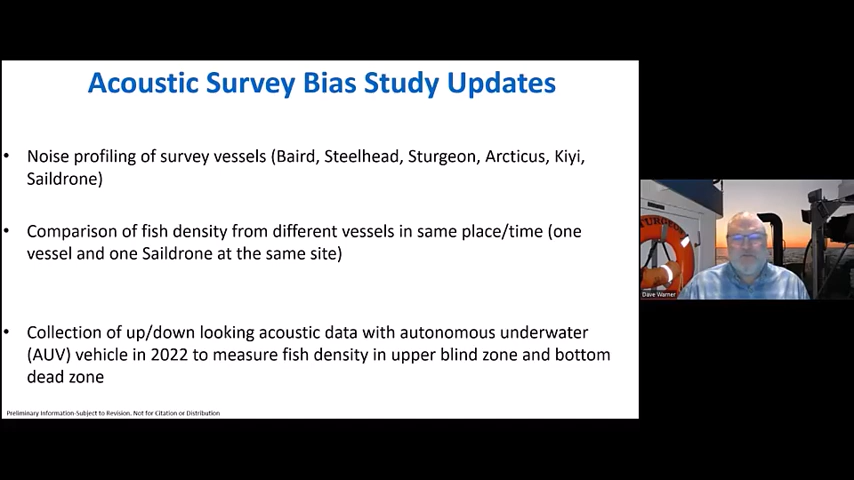 Acoustic Survey Bias Study Updates
• Noise profiling of survey vessels (Baird, Steelhead, Sturgeon, Arcticus, Kiyi,
Saildrone)
• Comparison of fish density from different vessels in same place/time (one
vessel and one Saildrone at the same site)
• Collection of up/down looking acoustic data with autonomous underwater
(AUV) vehicle in 2022 to measure fish density in upper blind zone and bottom
dead zone
Preliminary Information-Subject to Revision. Not for Citation or Distribution
STURGEON
Dave Warner